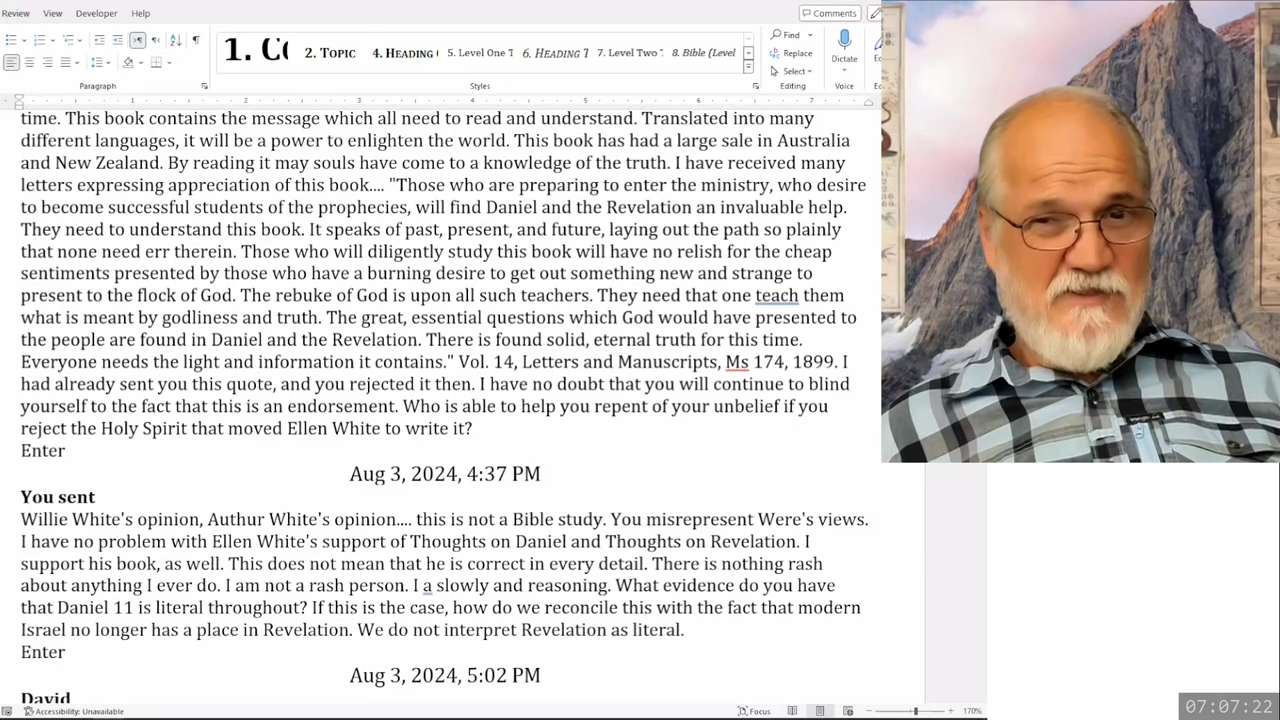 Review View Developer Help Comments
1. Co 2. TOPIC 4. HEADING 5. Level One T 6. HEADING T 7. Level Two 8. Bible (Level
Find
Replace
Select
Dictate
Paragraph Styles Editing Voice
1 2 3 4 5 6 7
time. This book contains the message which all need to read and understand. Translated into many
different languages, it will be a power to enlighten the world. This book has had a large sale in Australia
and New Zealand. By reading it may souls have come to a knowledge of the truth. I have received many
letters expressing appreciation of this book.... "Those who are preparing to enter the ministry, who desire
to become successful students of the prophecies, will find Daniel and the Revelation an invaluable help.
They need to understand this book. It speaks of past, present, and future, laying out the path so plainly
that none need err therein. Those who will diligently study this book will have no relish for the cheap
sentiments presented by those who have a burning desire to get out something new and strange to
present to the flock of God. The rebuke of God is upon all such teachers. They need that one teach them
what is meant by godliness and truth. The great, essential questions which God would have presented to
the people are found in Daniel and the Revelation. There is found solid, eternal truth for this time.
Everyone needs the light and information it contains." Vol. 14, Letters and Manuscripts, Ms 174, 1899. I
had already sent you this quote, and you rejected it then. I have no doubt that you will continue to blind
yourself to the fact that this is an endorsement. Who is able to help you repent of your unbelief if you
reject the Holy Spirit that moved Ellen White to write it?
Enter
Aug 3, 2024, 4:37 PM
You sent
Willie White's opinion, Authur White's opinion.... this is not a Bible study. You misrepresent Were's views.
I have no problem with Ellen White's support of Thoughts on Daniel and Thoughts on Revelation. I
support his book, as well. This does not mean that he is correct in every detail. There is nothing rash
about anything I ever do. I am not a rash person. I a slowly and reasoning. What evidence do you have
that Daniel 11 is literal throughout? If this is the case, how do we reconcile this with the fact that modern
Israel no longer has a place in Revelation. We do not interpret Revelation as literal.
Enter
Aug 3, 2024, 5:02 PM
David
Accessibility: Unavailable Focus 170%
07:07:22